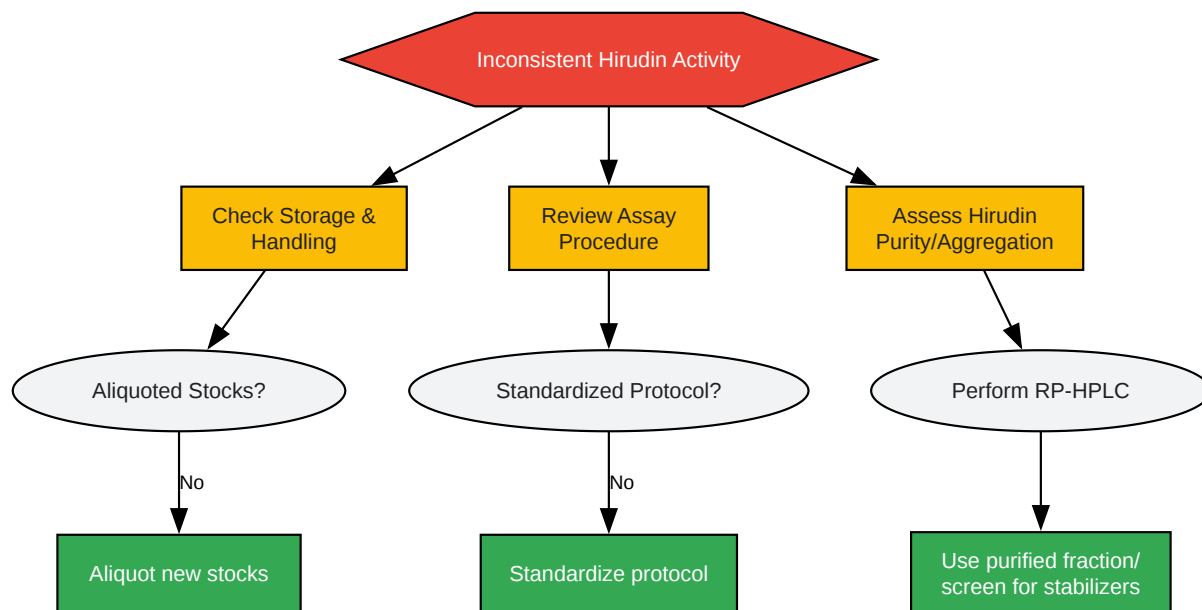 Inconsistent Hirudin Activity
Check Storage &
Handling
Review Assay
Procedure
Assess Hirudin
Purity/Aggregation
Aliquoted Stocks?
Standardized Protocol?
Perform RP-HPLC
No
No
Aliquot new stocks
Standardize protocol
Use purified fraction/
screen for stabilizers